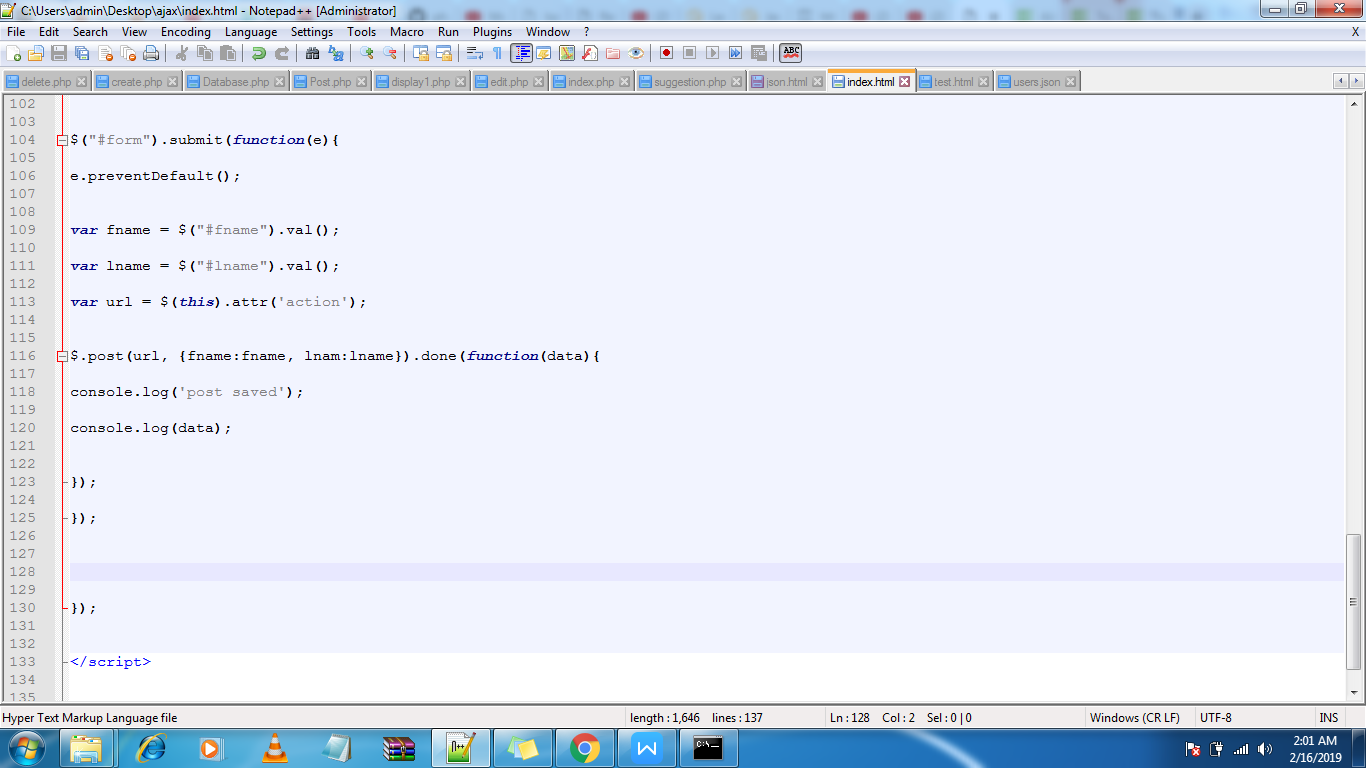 C:\Users\admin\Desktop\ajax\index.html - Notepad++ [Administrator]
File Edit Search View Encoding Language Settings Tools Macro Run Plugins Window ? X
ABC
delete.php create.php Database.php Post.php display1.php edit.php index.php suggestion.php json.html index.html test.html users.json
102
103
104 $("#form").submit(function(e){
105
106 e.preventDefault();
107
108
109 var fname = $("#fname").val();
110
111 var lname = $("#lname").val();
112
113 var url = $(this).attr('action');
114
115
116 $.post(url, {fname:fname, lnam:lname}).done(function(data){
117
118 console.log('post saved');
119
120 console.log(data);
121
122
123 });
124
125 });
126
127
128
129
130 });
131
132
133 </script>
134
135
Hyper Text Markup Language file length : 1,646 lines : 137 Ln : 128 Col : 2 Sel : 0 | 0 Windows (CR LF) UTF-8 INS
2:01 AM
2/16/2019